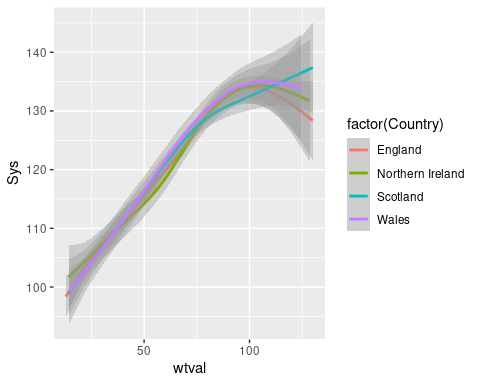 140
130
120
110
100
Sys
50
100
wtval
factor(Country)
England
Northern Ireland
Scotland
Wales